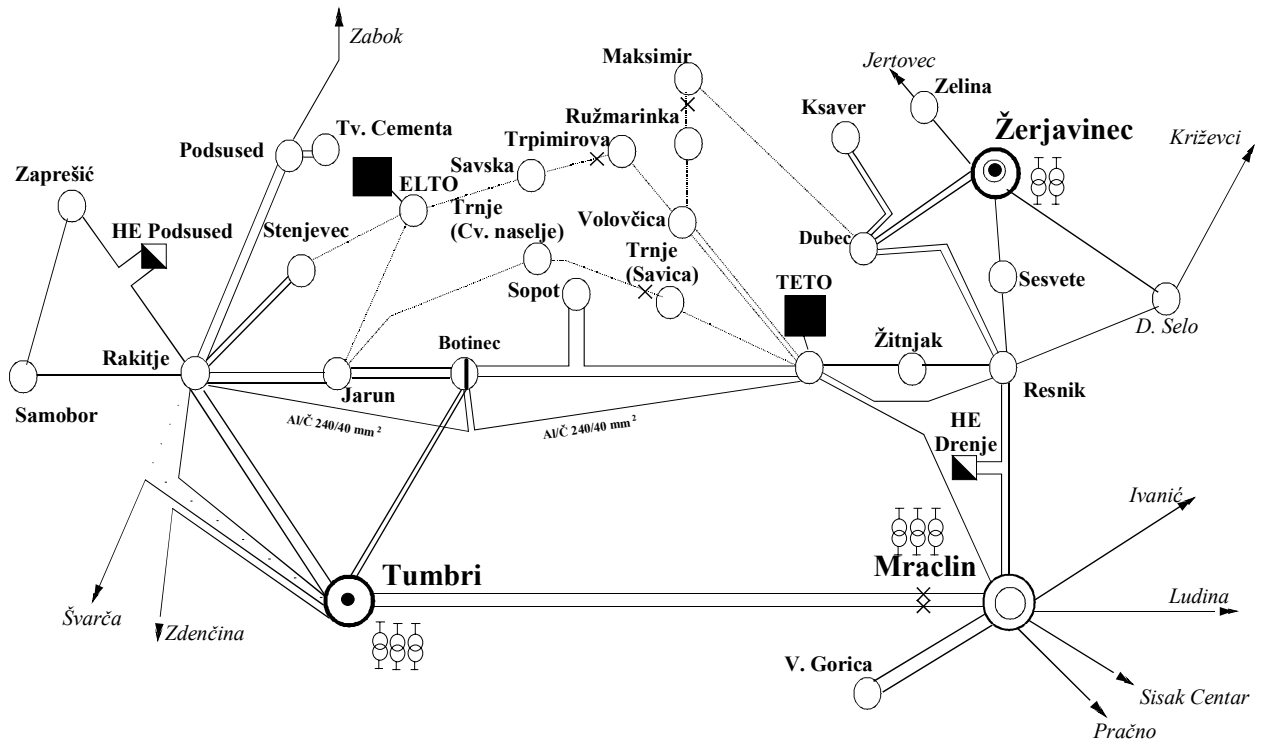 Zabok
Maksimir
Jertovec
Zelina
Ksaver
Ružmarinka
Žerjavinec
Križevci
Tv. Cementa
Trpimirova
Podsused
Zaprešić
Savska
ELTO
HE Podsused
Stenjevec
Trnje
(Cv. naselje)
Volovčica
Dubec
Trnje
(Savica)
Sopot
TETO
Sesvete
D. Selo
Rakitje
Botinec
Žitnjak
Samobor
Jarun
Resnik
Al/Č 240/40 mm²
Al/Č 240/40 mm²
HE
Drenje
Ivanić
Tumbri
Mraclin
Ludina
Švarča
Zdenčina
V. Gorica
Sisak Centar
Pračno